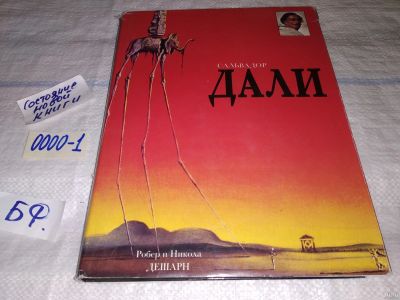 САЛЬВАДОР
ДАЛИ
Состояние
новой
книги
0000-1
БФ.
Робер и Никола
ДЕШАРН